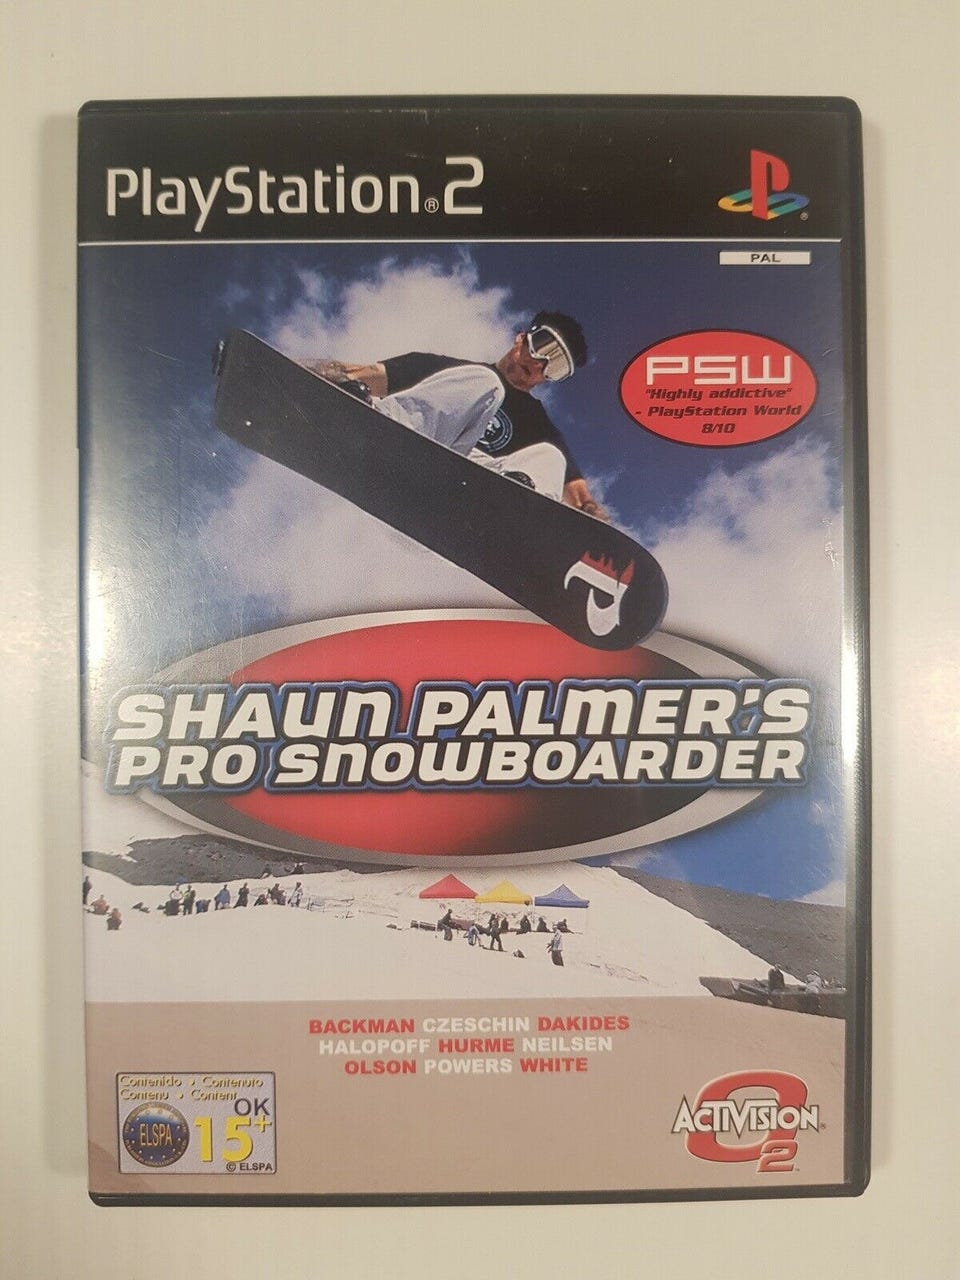 PlayStation®2
PAL
PSW
"Highly addictive"
- PlayStation World
8/10
SHAUN PALMER'S
PRO SNOWBOARDER
BACKMAN CZESCHIN DAKIDES
HALOPOFF HURME NEILSEN
OLSON POWERS WHITE
Contenido • Contenuto
Contenu • Content
OK
ELSPA
15+
© ELSPA
ACTIVISION®
O2™